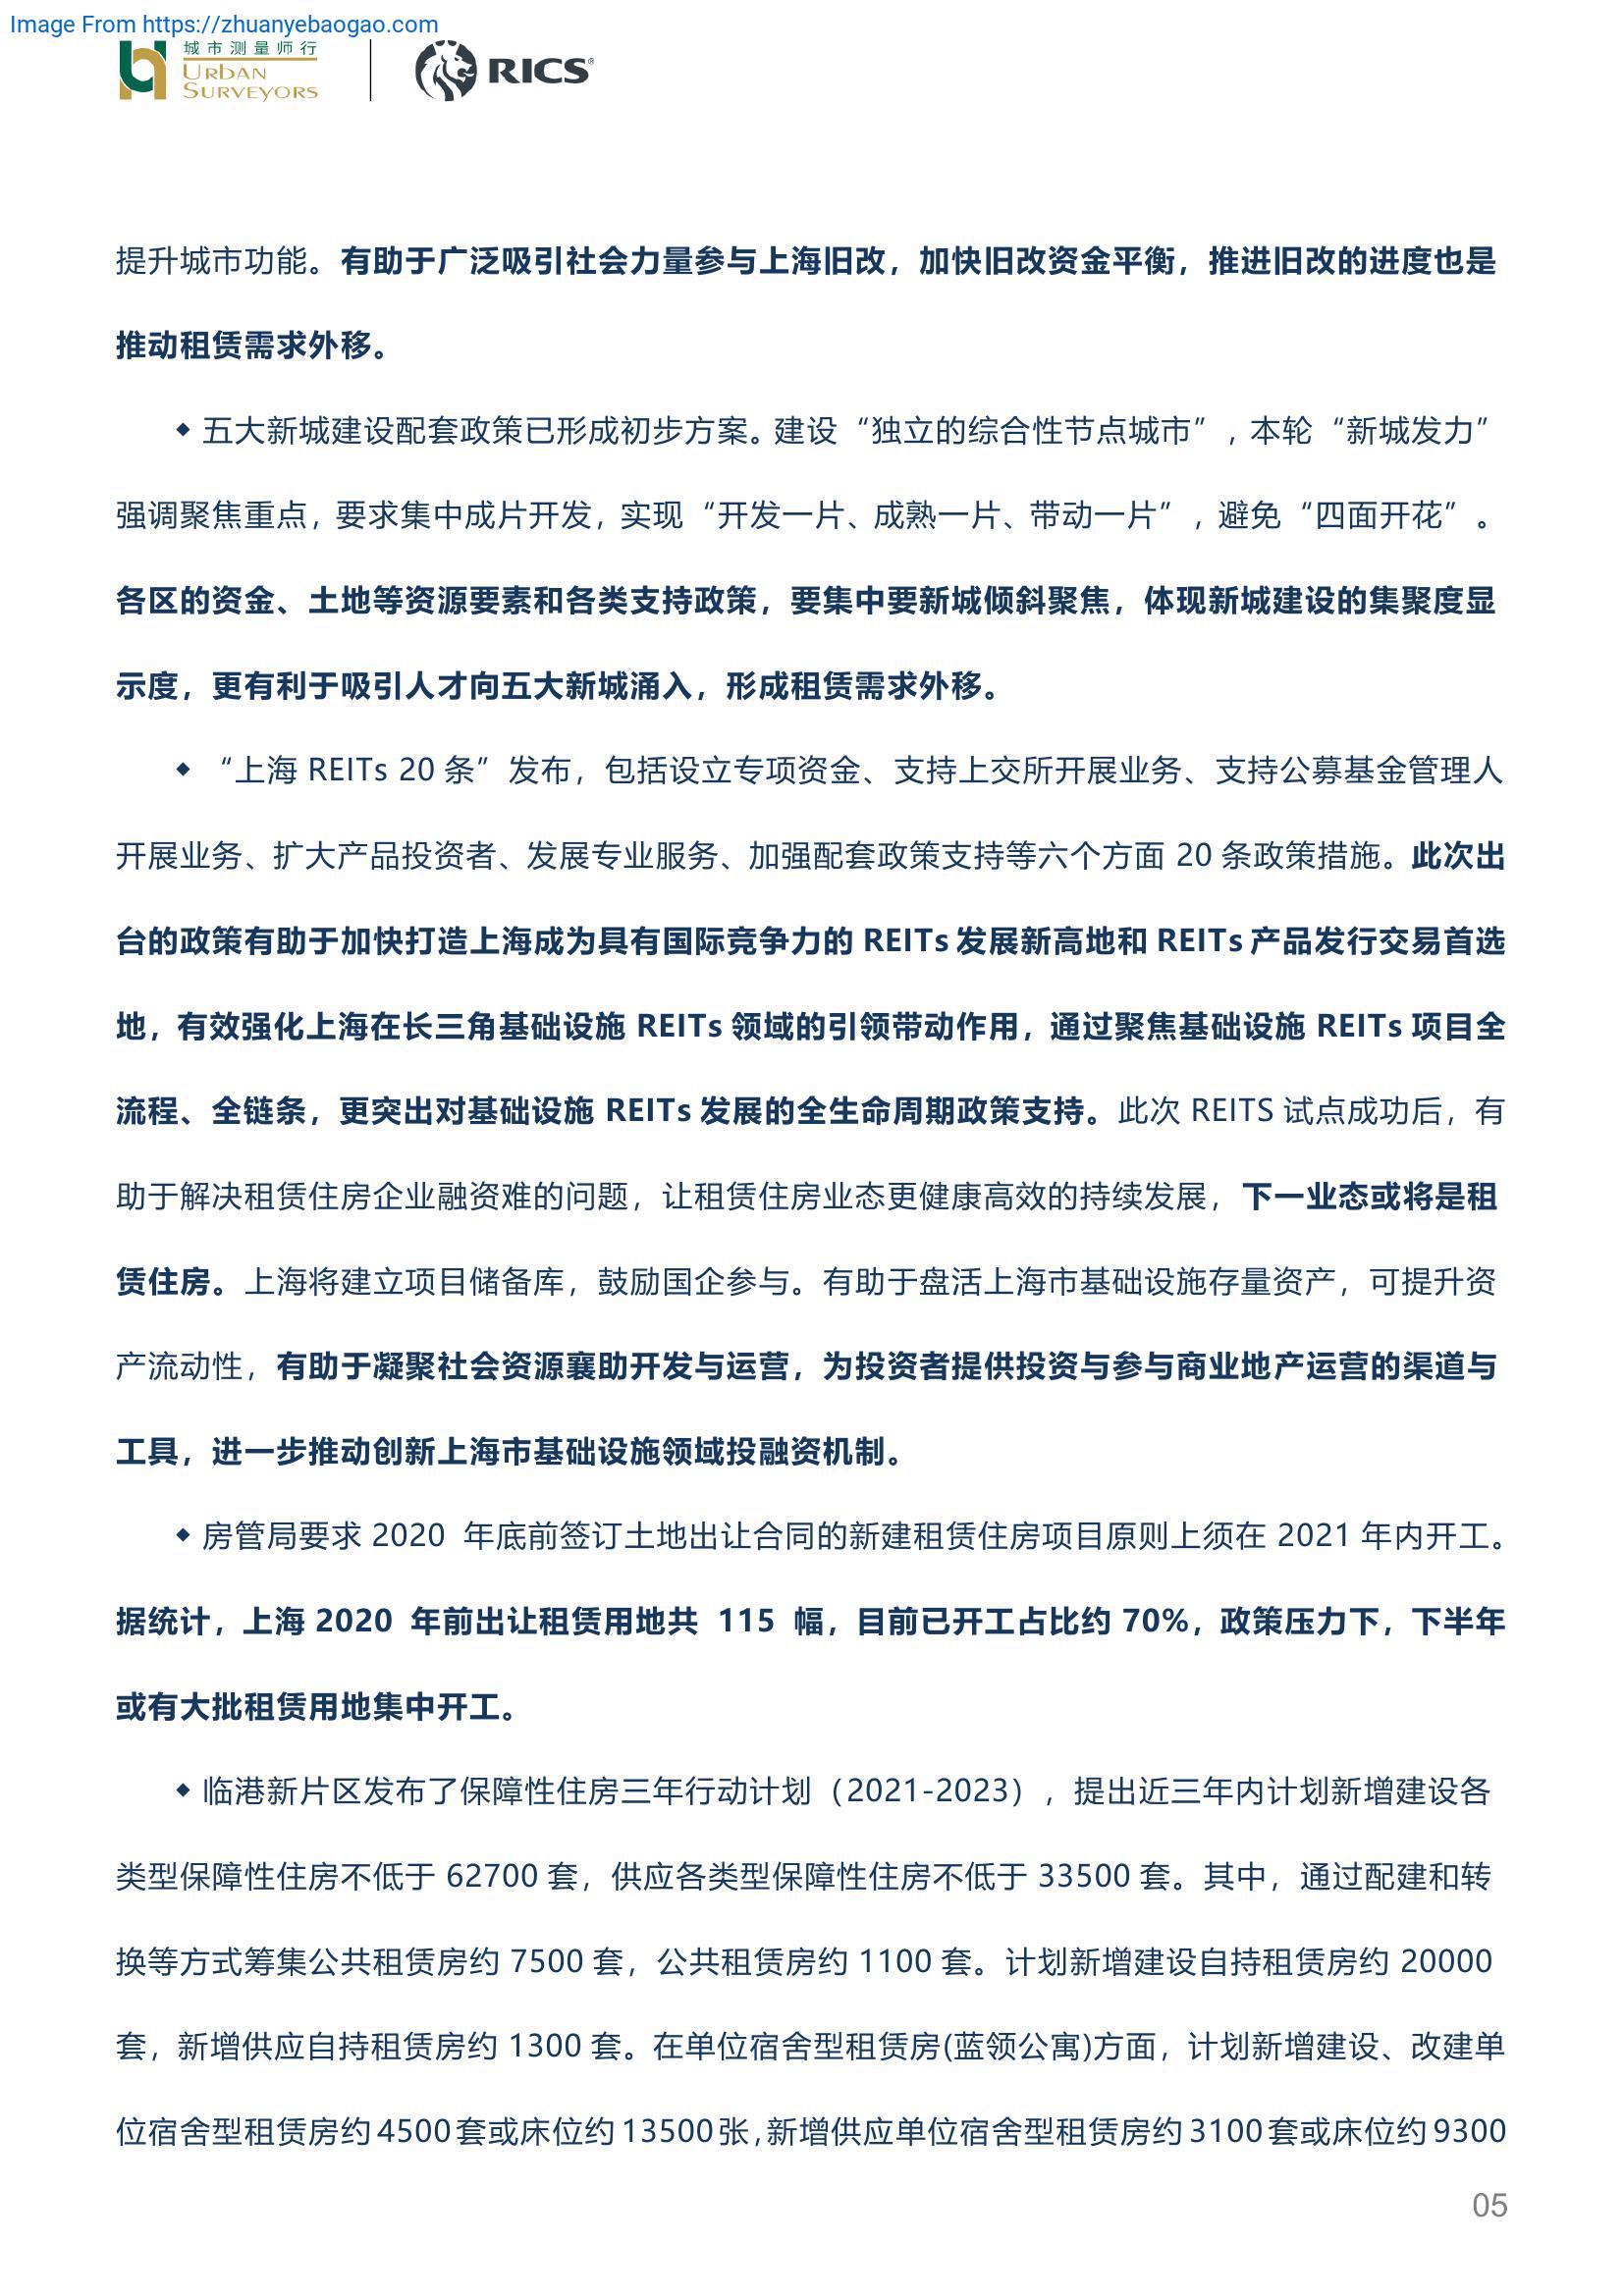 Image From https://zhuanyebaogao.com
城市测量师行
URBAN
SURVEYORS
RICS®
提升城市功能。有助于广泛吸引社会力量参与上海旧改，加快旧改资金平衡，推进旧改的进度也是
推动租赁需求外移。
◆ 五大新城建设配套政策已形成初步方案。建设“独立的综合性节点城市”，本轮“新城发力”
强调聚焦重点，要求集中成片开发，实现“开发一片、成熟一片、带动一片”，避免“四面开花”。
各区的资金、土地等资源要素和各类支持政策，要集中要新城倾斜聚焦，体现新城建设的集聚度显
示度，更有利于吸引人才向五大新城涌入，形成租赁需求外移。
◆ “上海 REITs 20 条”发布，包括设立专项资金、支持上交所开展业务、支持公募基金管理人
开展业务、扩大产品投资者、发展专业服务、加强配套政策支持等六个方面 20 条政策措施。此次出
台的政策有助于加快打造上海成为具有国际竞争力的 REITs 发展新高地和 REITs 产品发行交易首选
地，有效强化上海在长三角基础设施 REITs 领域的引领带动作用，通过聚焦基础设施 REITs 项目全
流程、全链条，更突出对基础设施 REITs 发展的全生命周期政策支持。此次 REITS 试点成功后，有
助于解决租赁住房企业融资难的问题，让租赁住房业态更健康高效的持续发展，下一业态或将是租
赁住房。上海将建立项目储备库，鼓励国企参与。有助于盘活上海市基础设施存量资产，可提升资
产流动性，有助于凝聚社会资源襄助开发与运营，为投资者提供投资与参与商业地产运营的渠道与
工具，进一步推动创新上海市基础设施领域投融资机制。
◆ 房管局要求 2020 年底前签订土地出让合同的新建租赁住房项目原则上须在 2021 年内开工。
据统计，上海 2020 年前出让租赁用地共 115 幅，目前已开工占比约 70%，政策压力下，下半年
或有大批租赁用地集中开工。
◆ 临港新片区发布了保障性住房三年行动计划（2021-2023），提出近三年内计划新增建设各
类型保障性住房不低于 62700 套，供应各类型保障性住房不低于 33500 套。其中，通过配建和转
换等方式筹集公共租赁房约 7500 套，公共租赁房约 1100 套。计划新增建设自持租赁房约 20000
套，新增供应自持租赁房约 1300 套。在单位宿舍型租赁房(蓝领公寓)方面，计划新增建设、改建单
位宿舍型租赁房约 4500 套或床位约 13500 张，新增供应单位宿舍型租赁房约 3100 套或床位约 9300
05